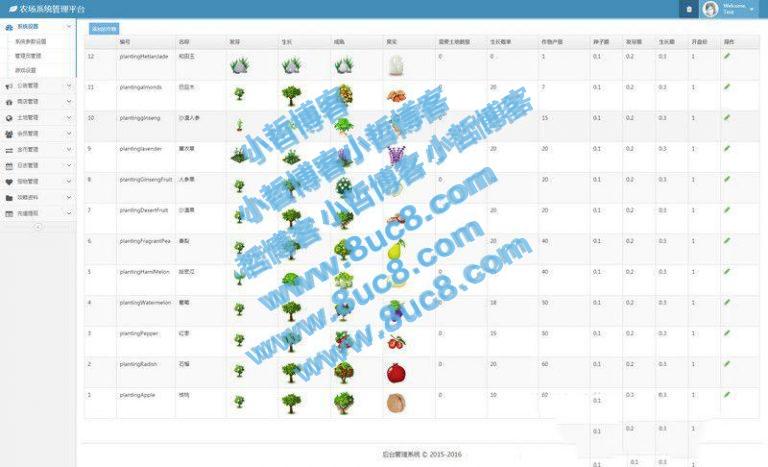 农场系统管理平台
Welcome,
Test
系统设置
添加农作物
系统参数设置
管理员管理
游戏设置
公告管理
商店管理
土地管理
会员管理
金币管理
日志管理
宠物管理
攻略资料
充值提现
编号 名称 发芽 生长 成熟 果实 需要土地数量 生长概率 作物产量 种子期 发芽期 生长期 开盘价 操作
12 plantingHetianJade 和田玉 0 0 1 0.1 0.2 0.3 1
11 plantingalmonds 巴旦木 0 20 7 0.1 0.2 0.3 1
10 plantingginseng 沙漠人参 15 0.1 0.2 0.3 1
9 plantinglavender 薰衣草 20 20 0.1 0.2 0.3 1
8 plantingGinsengFruit 人参果 20 0.1 0.2 0.3 1
7 plantingDesertFruit 沙漠果 20 20 0.1 0.2 0.3 1
6 plantingFragrantPea 香梨 20 40 0.1 0.2 0.3 1
5 plantingHamiMelon 哈密瓜 40 0.1 0.2 0.3 1
4 plantingWatermelon 葡萄 18 50 0.1 0.2 0.3 1
3 plantingPepper 红枣 0 15 50 0.1 0.2 0.3 1
2 plantingRadish 石榴 0 20 60 0.1 0.2 0.3 1
1 plantingApple 核桃 0 10 0.1 0.2 0.3 1
0.1 0.2 0.3 1
0.1 0.2 0.3 1
小哲博客小哲博客
小哲博客小哲博客
哲博客
www.8uc8.com
www.8uc8.com
www.8uc8.com
后台管理系统 © 2015-2016